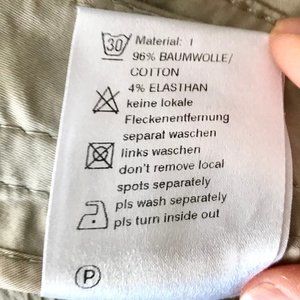 30 Material: I
96% BAUMWOLLE/
COTTON
4% ELASTHAN
keine lokale
Fleckenentfernung
separat waschen
links waschen
don't remove local
spots separately
pls wash separately
pls turn inside out
P